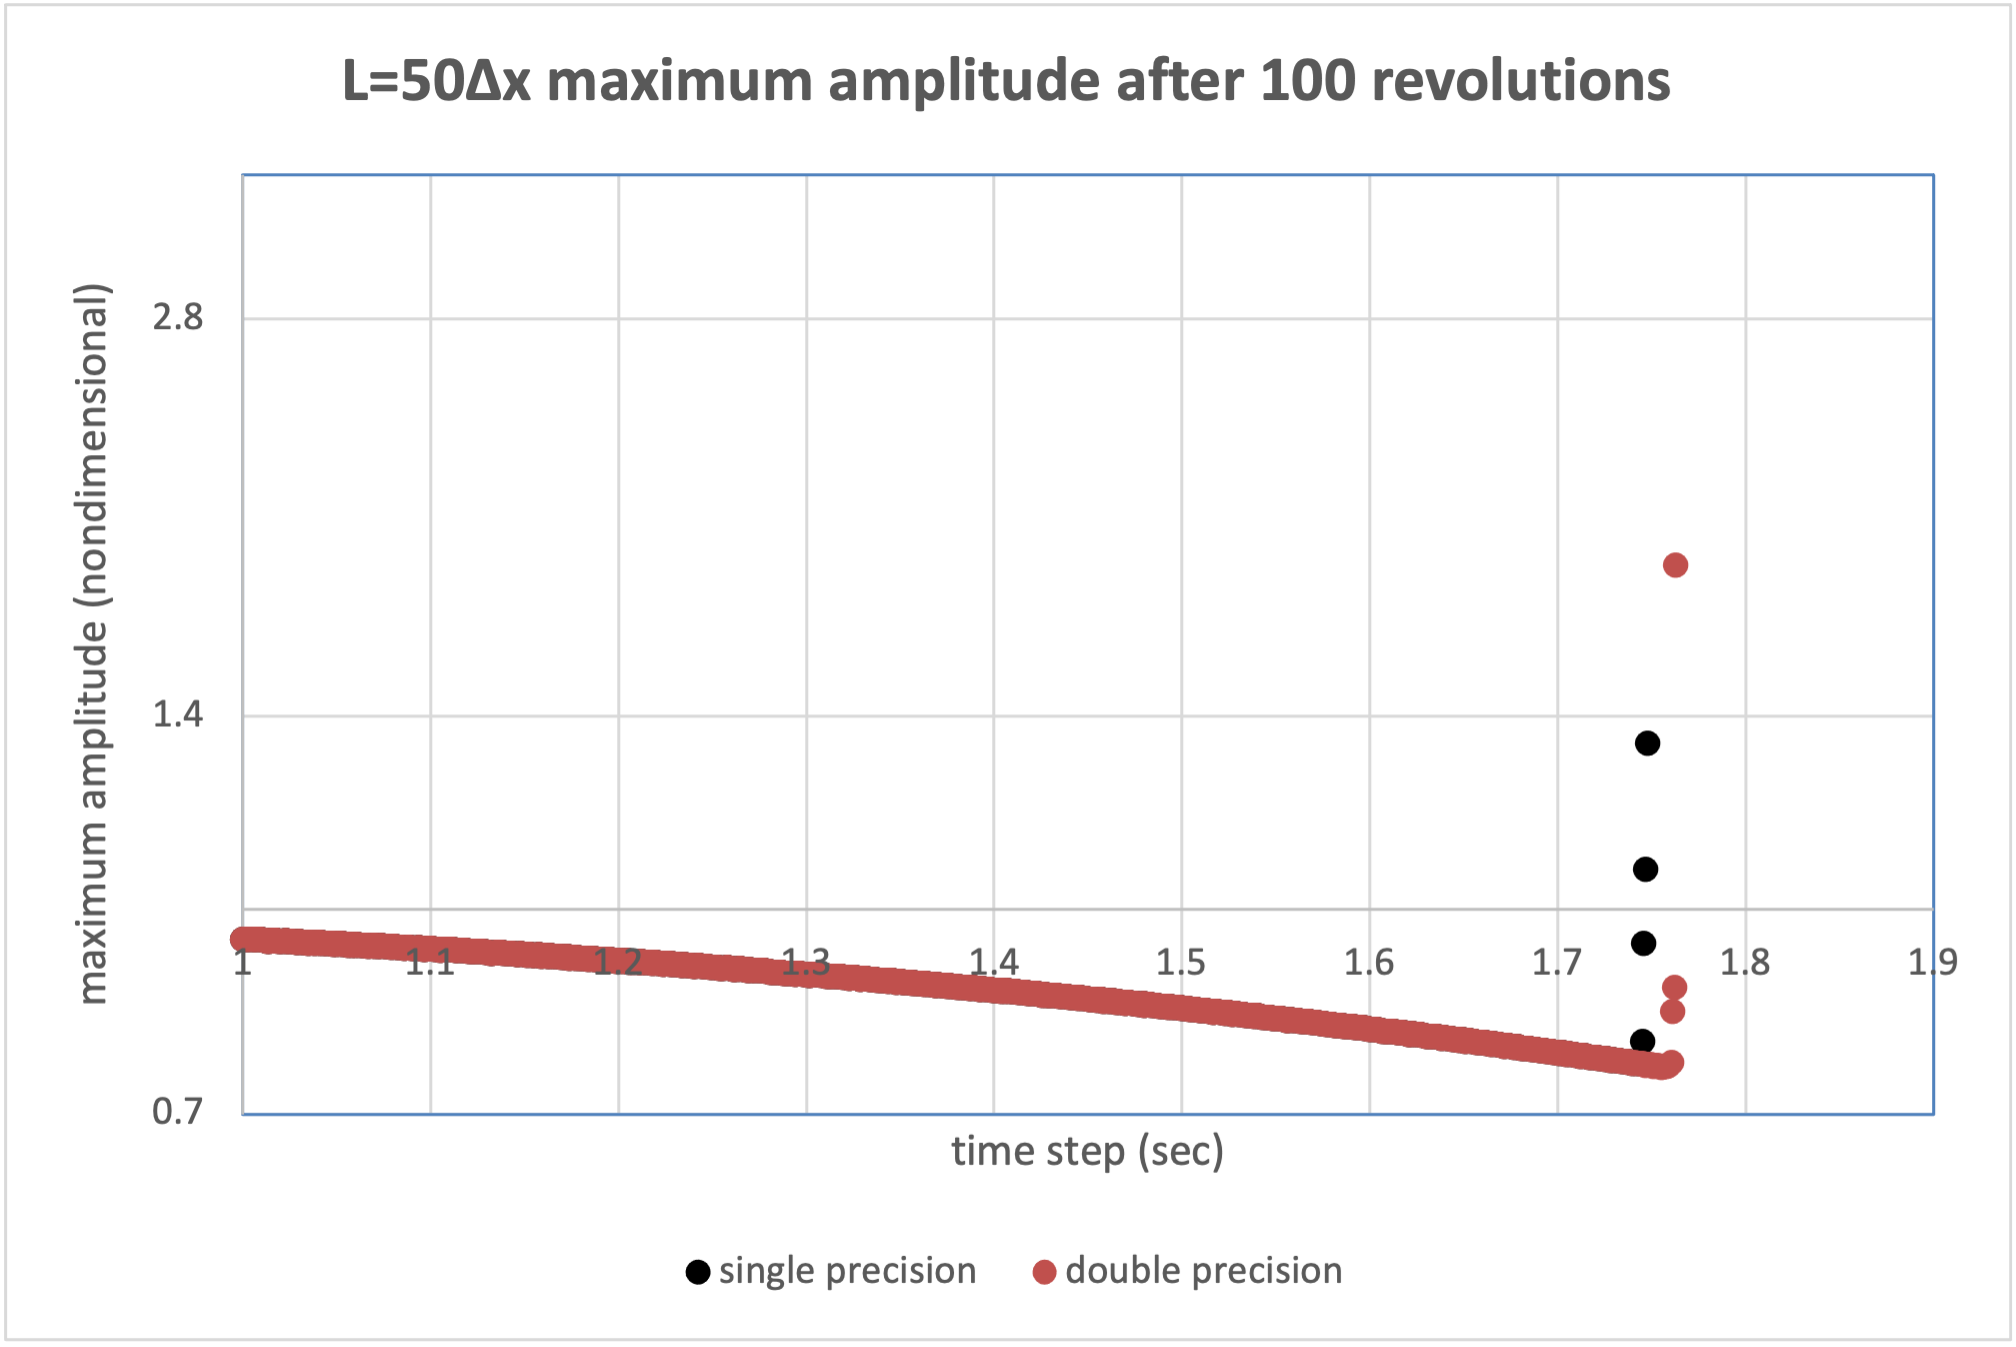 L=50Δx maximum amplitude after 100 revolutions
maximum amplitude (nondimensional)
2.8
1.4
0.7
1 1.1 1.2 1.3 1.4 1.5 1.6 1.7 1.8 1.9
time step (sec)
single precision double precision